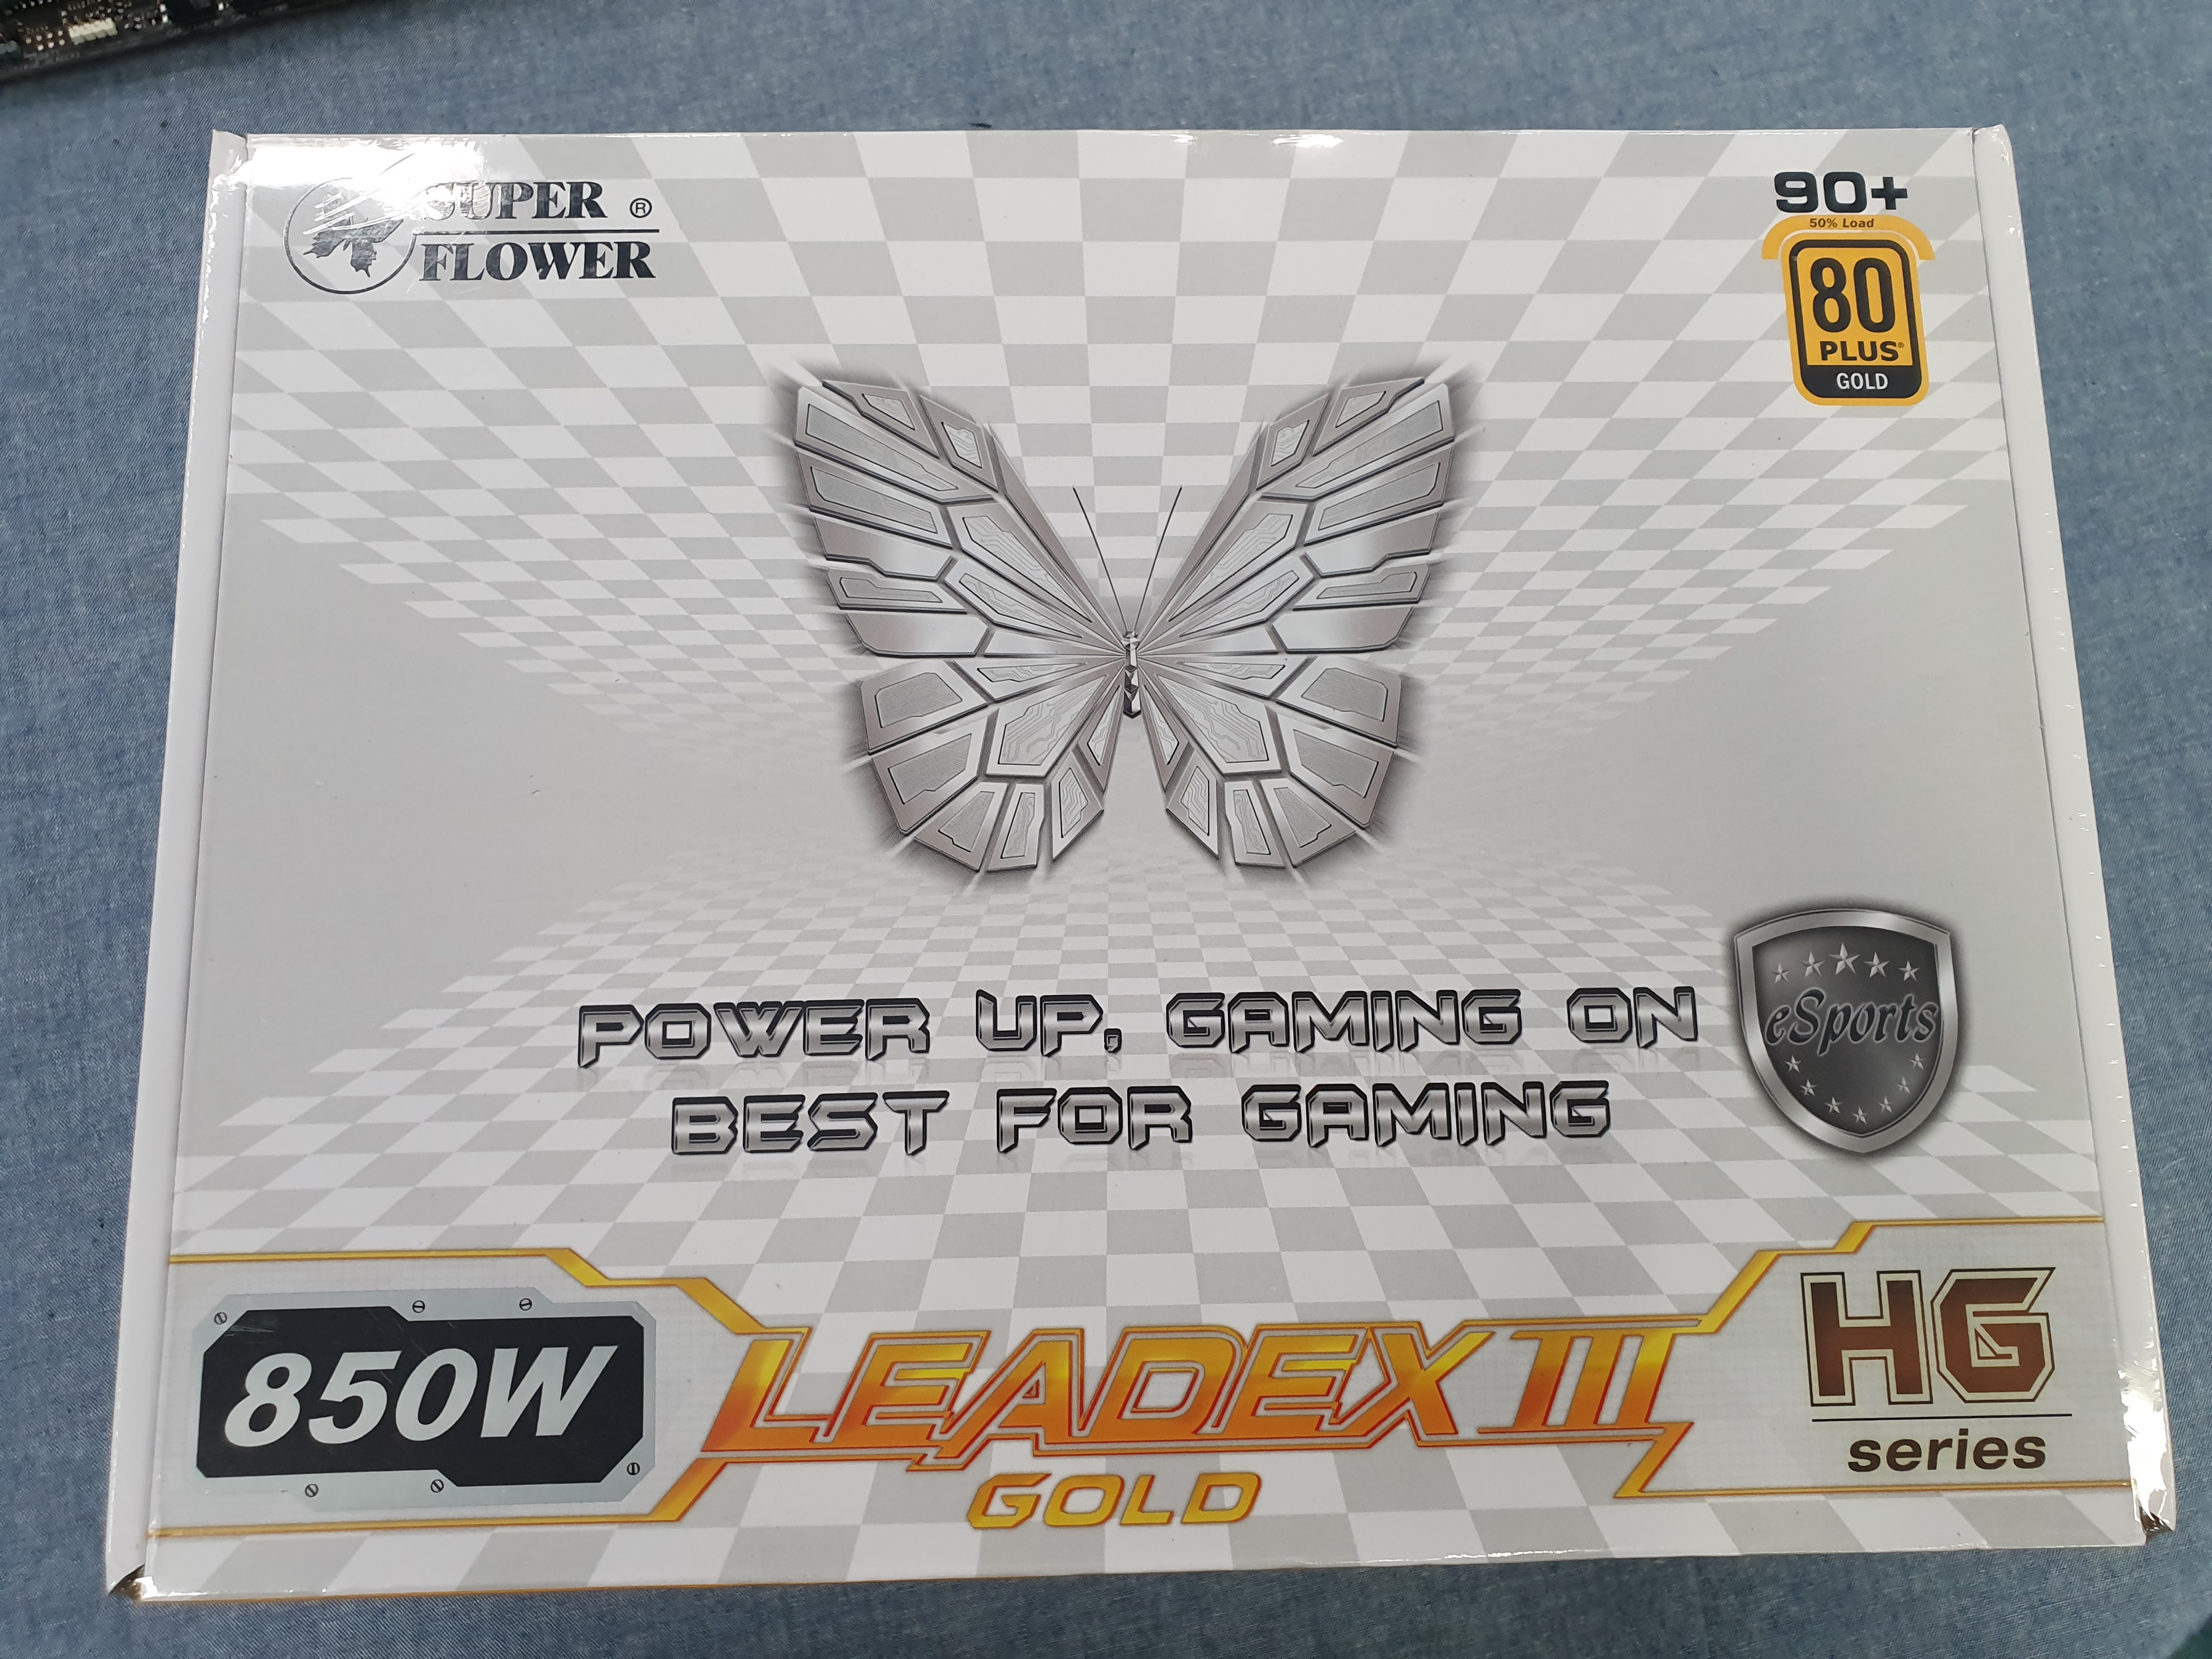 SUPER ®
FLOWER
90+
50% Load
80
PLUS®
GOLD
POWER UP, GAMING ON
BEST FOR GAMING
eSports
850W
LEADEX III
GOLD
HG
series